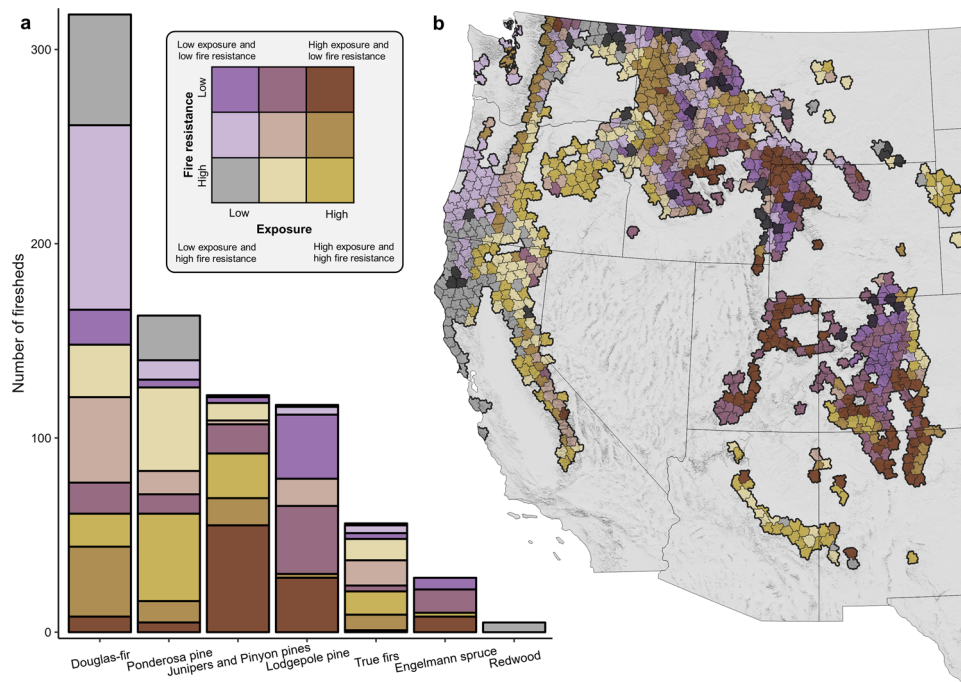 a
b
300
200
100
0
Number of firesheds
Low exposure and
low fire resistance
High exposure and
low fire resistance
Low
High
Fire resistance
Low
High
Exposure
Low exposure and
high fire resistance
High exposure and
high fire resistance
Douglas-fir
Ponderosa pine
Junipers and Pinyon pines
Lodgepole pine
True firs
Engelmann spruce
Redwood